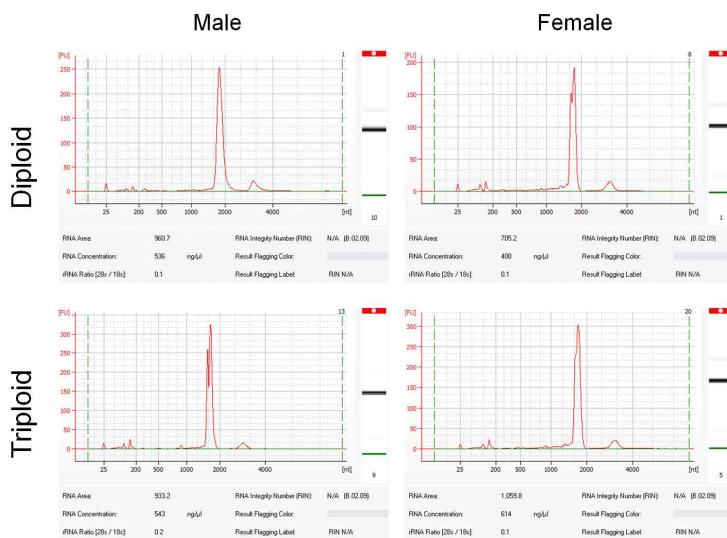 Male Female
Diploid
[FU] 1
250
200
150
100
50
0
25 200 500 1000 2000 4000 [nt]
10
RNA Area: 960.7 RNA Integrity Number (RIN): N/A (B.02.09)
RNA Concentration: 536 ng/µl Result Flagging Color:
rRNA Ratio [28s / 18s]: 0.1 Result Flagging Label: RIN N/A
[FU] 8
200
150
100
50
0
25 200 500 1000 2000 4000 [nt]
1
RNA Area: 705.2 RNA Integrity Number (RIN): N/A (B.02.09)
RNA Concentration: 408 ng/µl Result Flagging Color:
rRNA Ratio [28s / 18s]: 0.1 Result Flagging Label: RIN N/A
Triploid
[FU] 13
300
250
200
150
100
50
0
25 200 500 1000 2000 4000 [nt]
9
RNA Area: 933.2 RNA Integrity Number (RIN): N/A (B.02.09)
RNA Concentration: 543 ng/µl Result Flagging Color:
rRNA Ratio [28s / 18s]: 0.2 Result Flagging Label: RIN N/A
[FU] 20
300
250
200
150
100
50
0
25 200 500 1000 2000 4000 [nt]
5
RNA Area: 1,059.8 RNA Integrity Number (RIN): N/A (B.02.09)
RNA Concentration: 614 ng/µl Result Flagging Color:
rRNA Ratio [28s / 18s]: 0.1 Result Flagging Label: RIN N/A